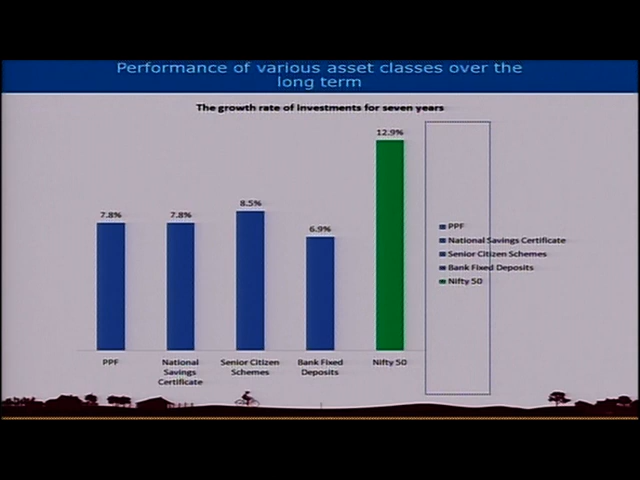 Performance of various asset classes over the
long term
The growth rate of investments for seven years
12.9%
8.5%
7.8%
7.8%
6.9%
PPF
National Savings Certificate
Senior Citizen Schemes
Bank Fixed Deposits
Nifty 50
PPF
National
Savings
Certificate
Senior Citizen
Schemes
Bank Fixed
Deposits
Nifty 50